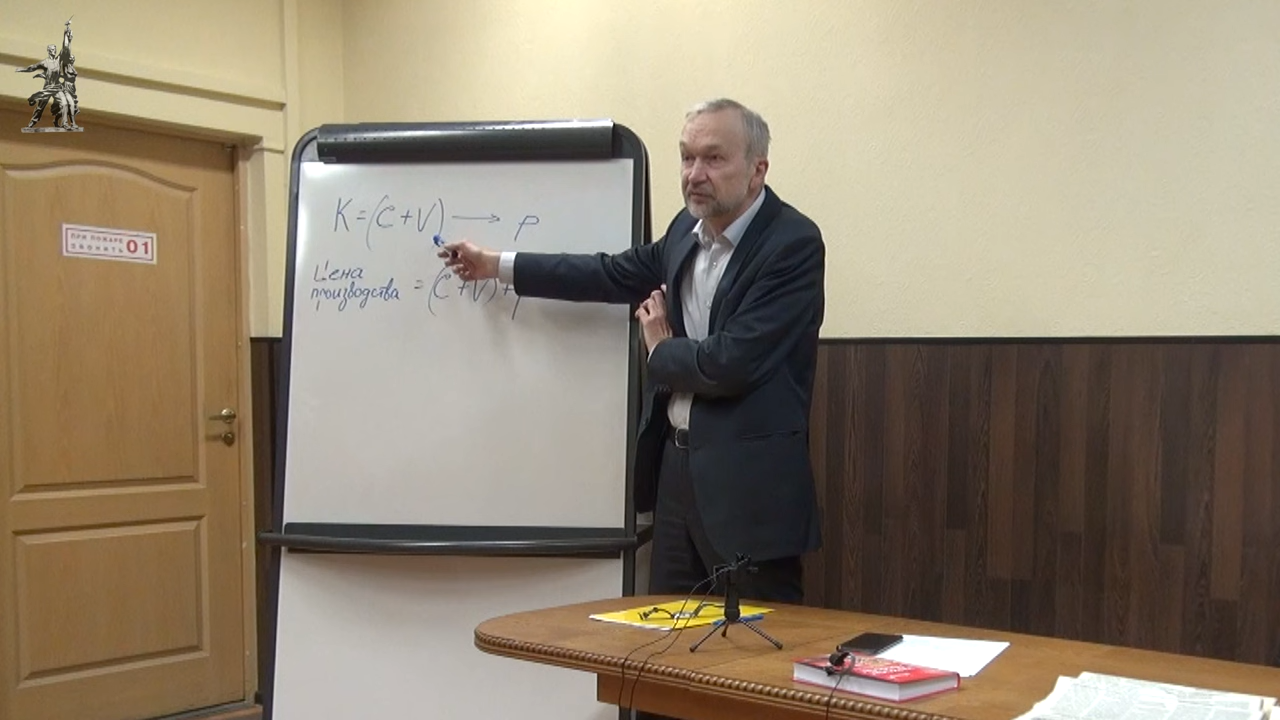 K=(C+V) → p
Цена
производства = (C+V)+p
ПРИ ПОЖАРЕ
ЗВОНИТЬ 01